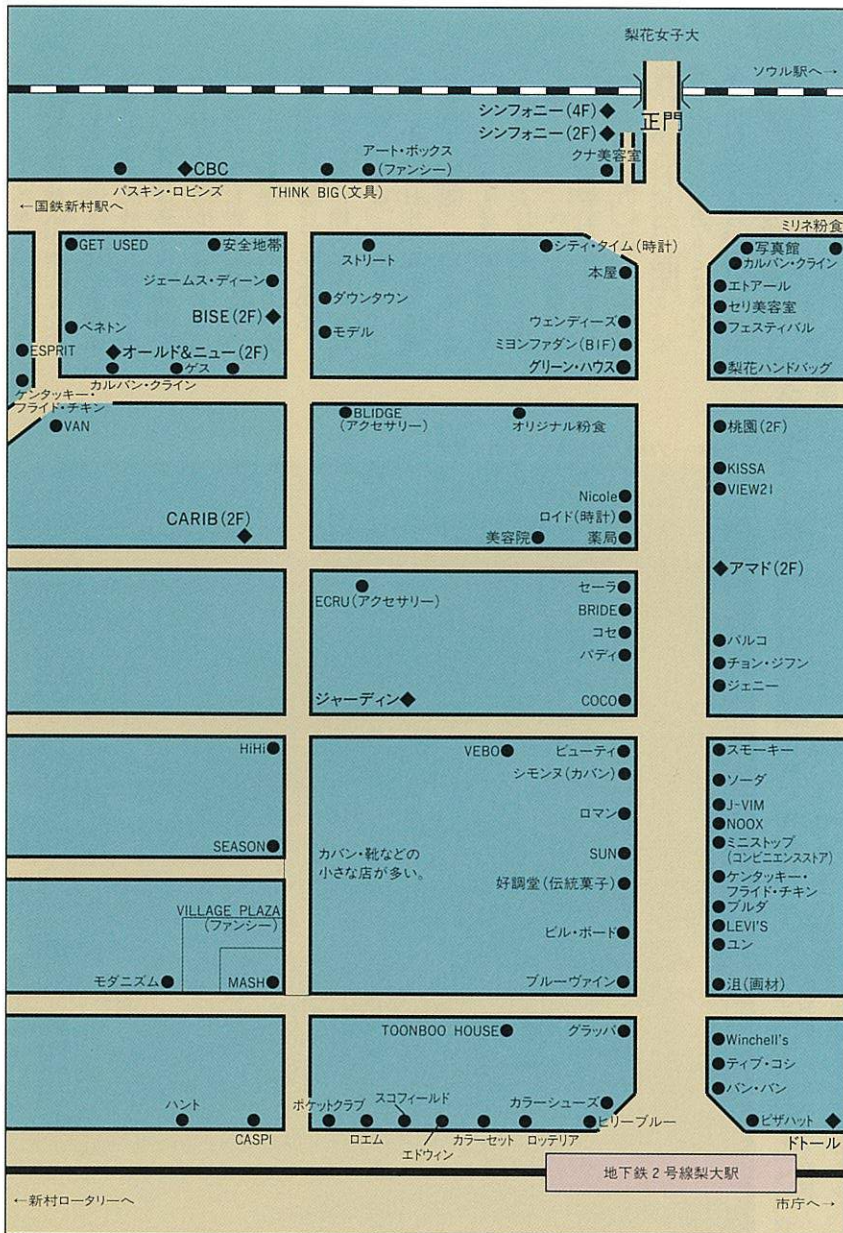 梨花女子大
ソウル駅へ→
シンフォニー(4F)
シンフォニー(2F)
正門
クナ美容室
アート・ボックス
(ファンシー)
CBC
バスキン・ロビンズ
THINK BIG(文具)
←国鉄新村駅へ
ミリネ粉食
GET USED
安全地帯
ストリート
シティ・タイム(時計)
写真館
カルバン・クライン
本屋
ジェームス・ディーン
エトアール
ダウンタウン
セリ美容室
BISE(2F)
ウェンディーズ
ベネトン
モデル
フェスティバル
ミヨンファダン(BIF)
ESPRIT
オールド&ニュー(2F)
グリーン・ハウス
梨花ハンドバッグ
ゲス
カルバン・クライン
ケンタッキー・
フライド・チキン
VAN
BLIDGE
(アクセサリー)
オリジナル粉食
桃園(2F)
KISSA
VIEW21
Nicole
CARIB(2F)
ロイド(時計)
美容院
薬局
アマド(2F)
ECRU(アクセサリー)
セーラ
BRIDE
コセ
パディ
パルコ
チョン・ジフン
ジェニー
ジャーディン
COCO
HiHi
VEBO
ビューティ
スモーキー
シモンヌ(カバン)
ソーダ
J-VIM
ロマン
NOOX
SEASON
カバン・靴などの
小さな店が多い。
SUN
ミニストップ
(コンビニエンスストア)
好調堂(伝統菓子)
ケンタッキー・
フライド・チキン
VILLAGE PLAZA
(ファンシー)
ブルダ
LEVI'S
ビル・ボード
ユン
モダニズム
MASH
ブルーヴァイン
沮(画材)
TOONBOO HOUSE
グラッパ
Winchell's
ティブ・コシ
バン・バン
ハント
ポケットクラブ
スコフィールド
カラーシューズ
ヒリーブルー
ピザハット
CASPI
ロエム
エドウィン
カラーセット
ロッテリア
ドトール
地下鉄2号線梨大駅
←新村ロータリーへ
市庁へ→